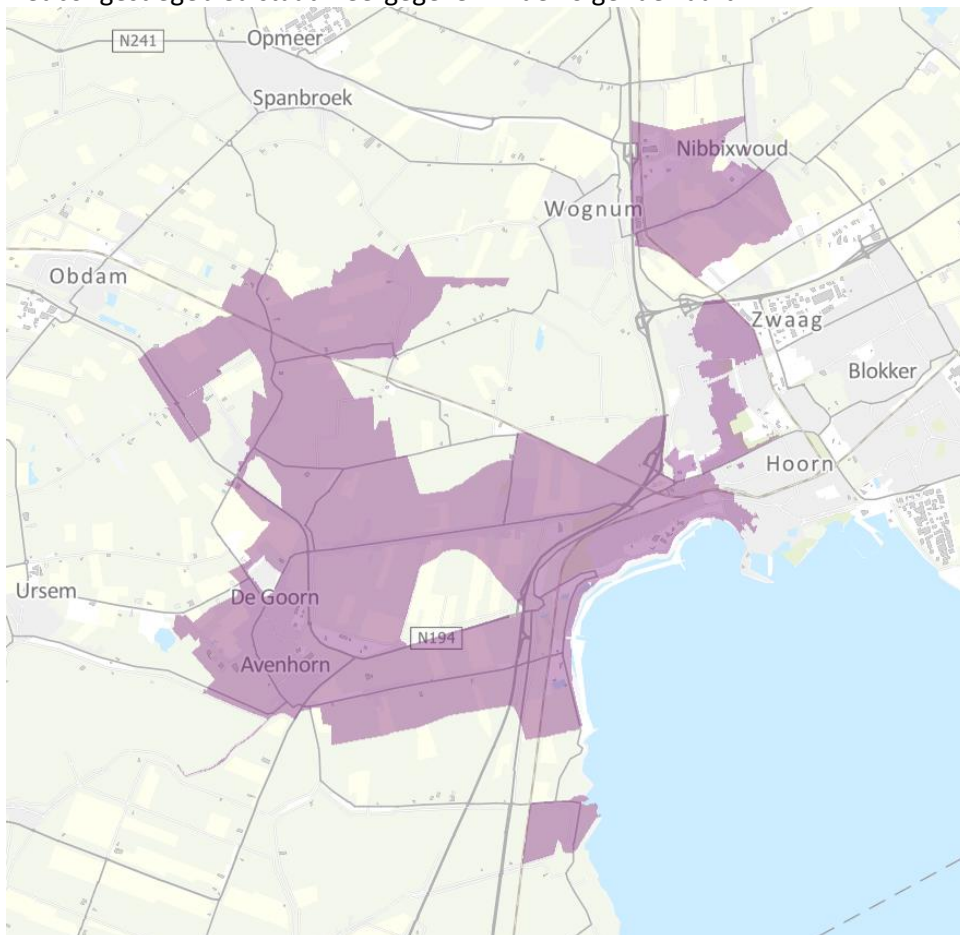 Opmeer
N241
Spanbroek
Nibbixwoud
Wognum
Obdam
Zwaag
Blokker
Hoorn
Ursem
De Goorn
N194
Avenhorn